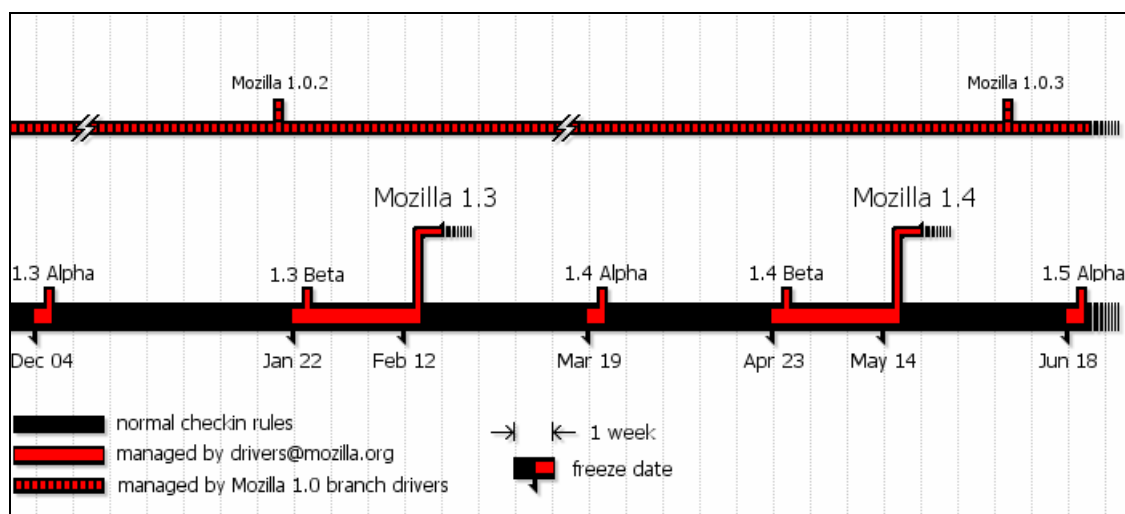 Mozilla 1.0.2
Mozilla 1.0.3
Mozilla 1.3
Mozilla 1.4
1.3 Alpha
1.3 Beta
1.4 Alpha
1.4 Beta
1.5 Alpha
Dec 04
Jan 22
Feb 12
Mar 19
Apr 23
May 14
Jun 18
normal checkin rules
managed by drivers@mozilla.org
managed by Mozilla 1.0 branch drivers
1 week
freeze date